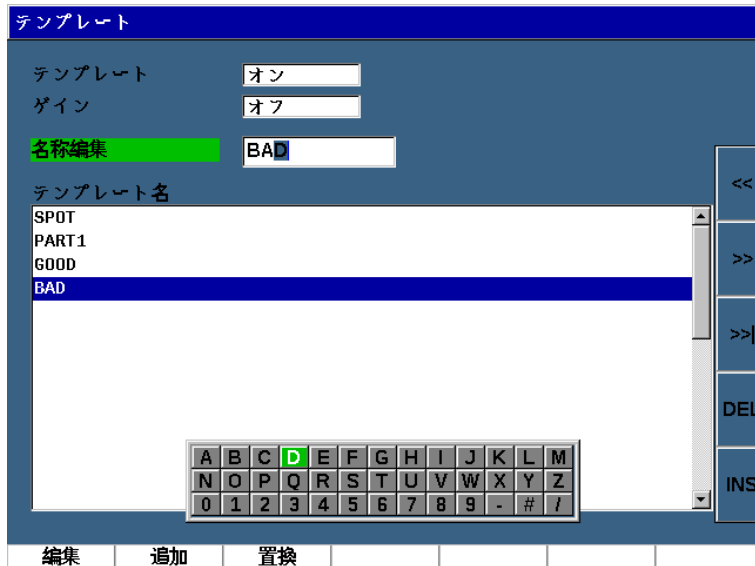 テンプレート
テンプレート オン
ゲイン オフ
名称編集 BAD
テンプレート名
SPOT
PART1
GOOD
BAD
<<
>>
>>|
DEL
INS
A B C D E F G H I J K L M
N O P Q R S T U V W X Y Z
0 1 2 3 4 5 6 7 8 9 - # /
編集 追加 置換